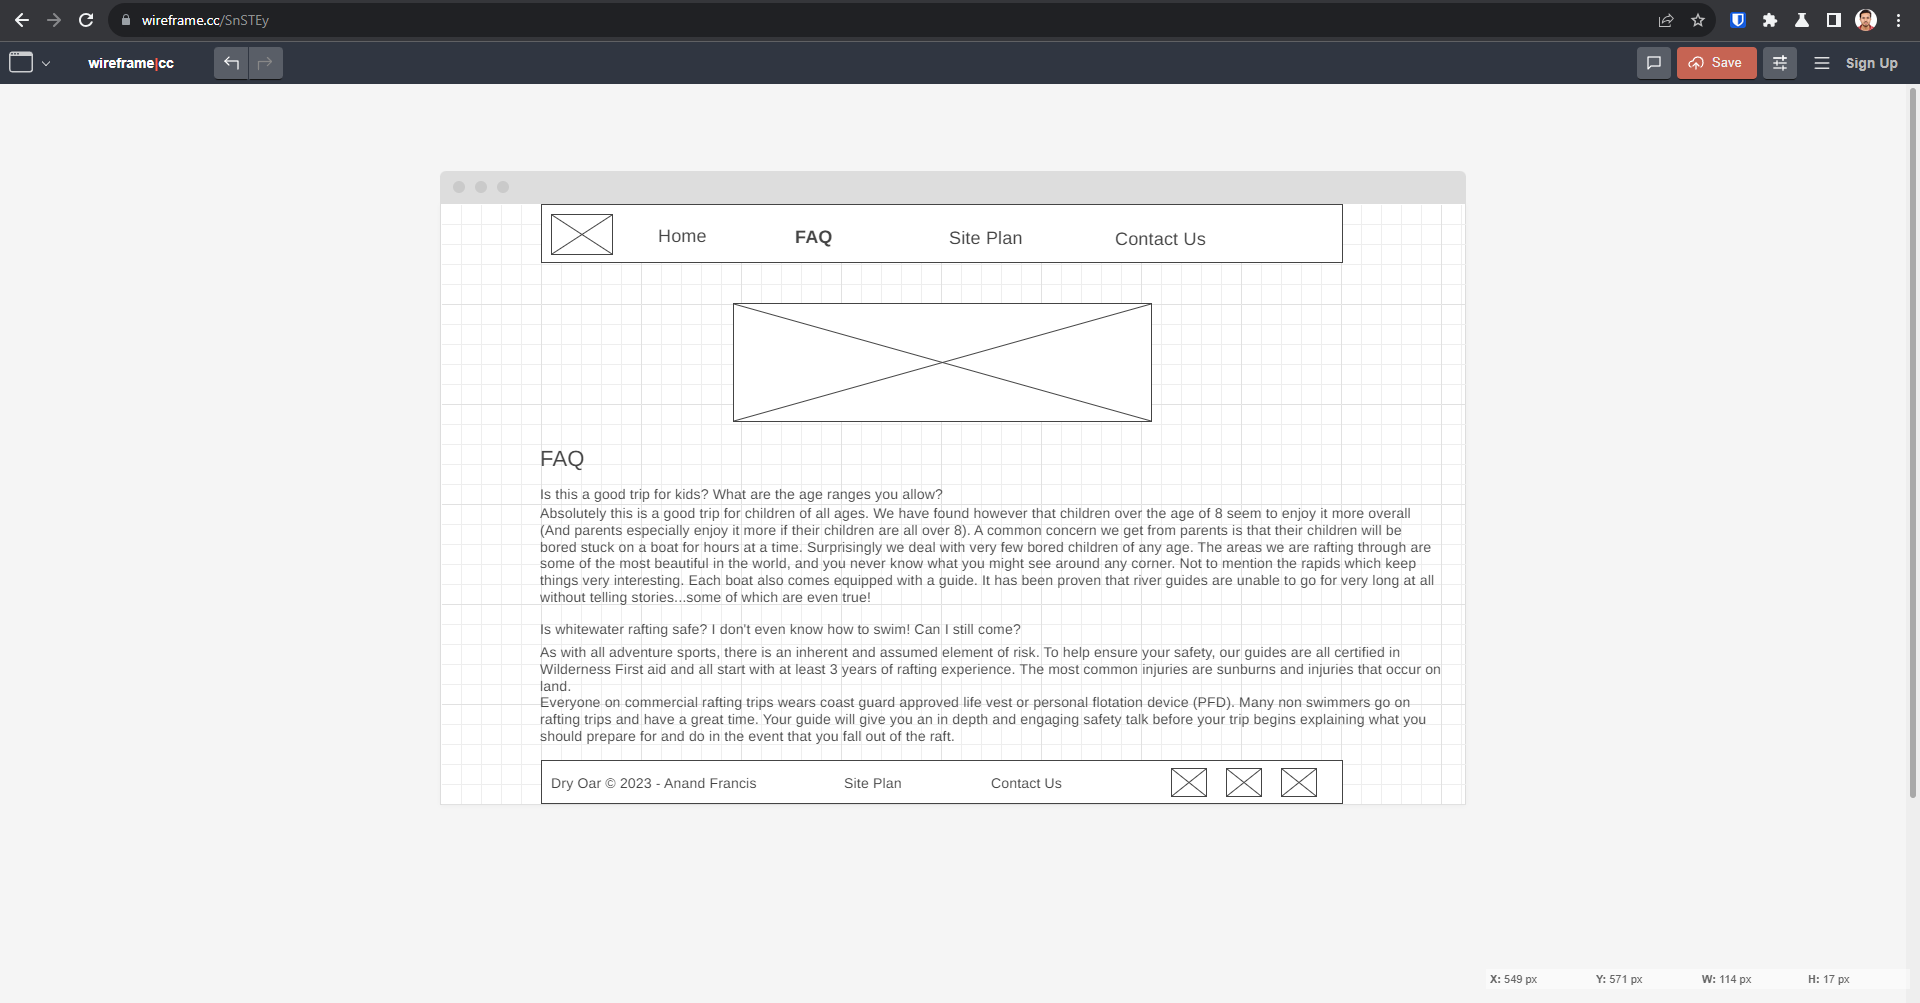 wireframe.cc/SnSTEy
wireframe|cc
Save
Sign Up
Home
FAQ
Site Plan
Contact Us
FAQ
Is this a good trip for kids? What are the age ranges you allow?
Absolutely this is a good trip for children of all ages. We have found however that children over the age of 8 seem to enjoy it more overall
(And parents especially enjoy it more if their children are all over 8). A common concern we get from parents is that their children will be
bored stuck on a boat for hours at a time. Surprisingly we deal with very few bored children of any age. The areas we are rafting through are
some of the most beautiful in the world, and you never know what you might see around any corner. Not to mention the rapids which keep
things very interesting. Each boat also comes equipped with a guide. It has been proven that river guides are unable to go for very long at all
without telling stories...some of which are even true!
Is whitewater rafting safe? I don't even know how to swim! Can I still come?
As with all adventure sports, there is an inherent and assumed element of risk. To help ensure your safety, our guides are all certified in
Wilderness First aid and all start with at least 3 years of rafting experience. The most common injuries are sunburns and injuries that occur on
land.
Everyone on commercial rafting trips wears coast guard approved life vest or personal flotation device (PFD). Many non swimmers go on
rafting trips and have a great time. Your guide will give you an in depth and engaging safety talk before your trip begins explaining what you
should prepare for and do in the event that you fall out of the raft.
Dry Oar © 2023 - Anand Francis
Site Plan
Contact Us
X: 549 px
Y: 571 px
W: 114 px
H: 17 px